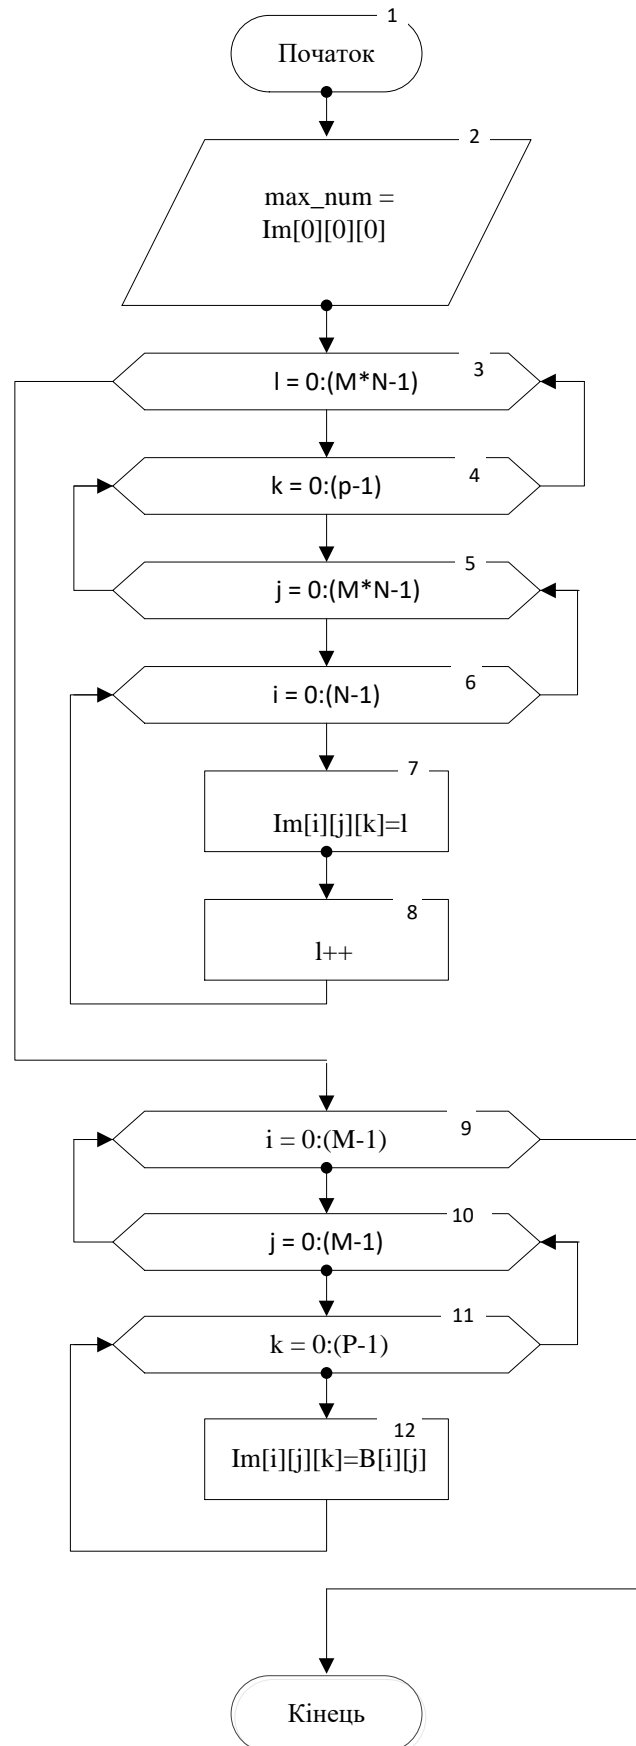 1
Початок
2
max_num =
Im[0][0][0]
3
l = 0:(M*N-1)
4
k = 0:(p-1)
5
j = 0:(M*N-1)
6
i = 0:(N-1)
7
Im[i][j][k]=l
8
l++
9
i = 0:(M-1)
10
j = 0:(M-1)
11
k = 0:(P-1)
12
Im[i][j][k]=B[i][j]
Кінець